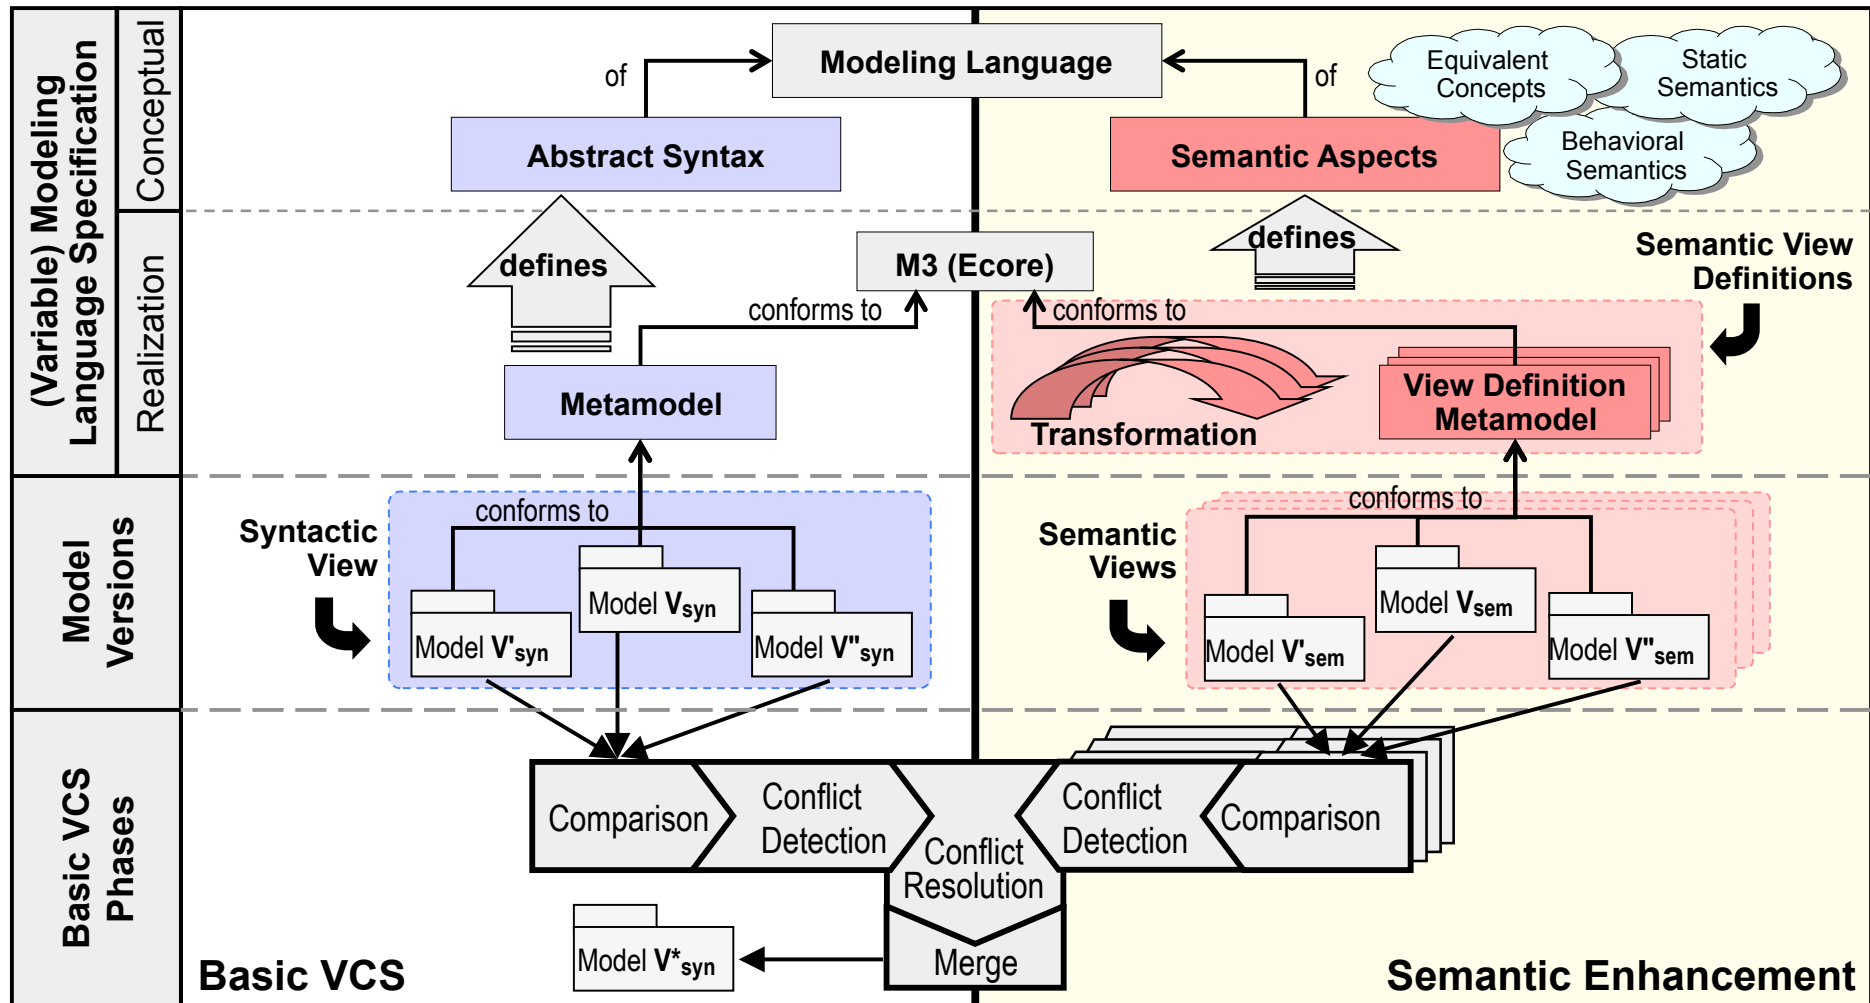 (Variable) Modeling
Language Specification
Conceptual
Realization
Model
Versions
Basic VCS
Phases
Modeling Language
of
of
Equivalent
Concepts
Static
Semantics
Behavioral
Semantics
Abstract Syntax
Semantic Aspects
defines
defines
M3 (Ecore)
Semantic View
Definitions
conforms to
conforms to
Metamodel
Transformation
View Definition
Metamodel
conforms to
conforms to
Syntactic
View
Semantic
Views
Model Vsyn
Model V'syn
Model V"syn
Model Vsem
Model V'sem
Model V"sem
Comparison
Conflict
Detection
Conflict
Resolution
Conflict
Detection
Comparison
Merge
Model V*syn
Basic VCS
Semantic Enhancement